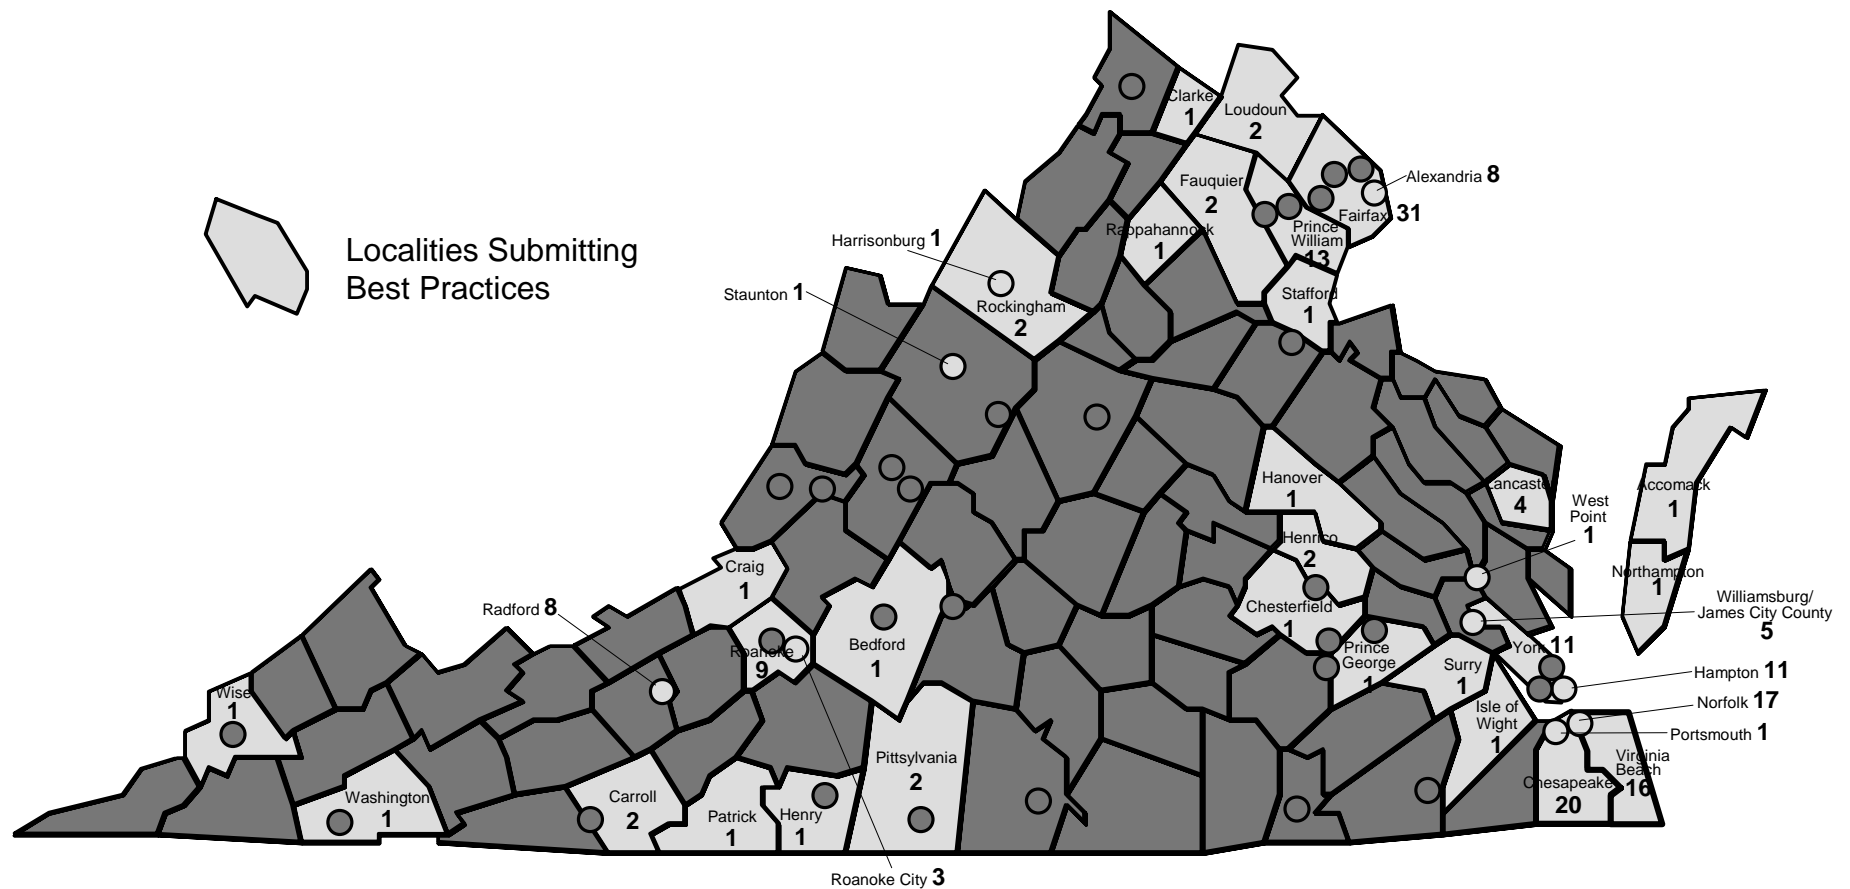 Clarke
1
Loudoun
2
Fauquier
2
Alexandria 8
Fairfax 31
Rappahannock
1
Prince
William
13
Stafford
1
Localities Submitting
Best Practices
Harrisonburg 1
Staunton 1
Rockingham
2
Hanover
1
Henrico
2
Lancaste
4
West
Point
1
Accomack
1
Northampton
1
Williamsburg/
James City County
5
Craig
1
Radford 8
Roanoke
9
Bedford
1
Chesterfield
1
Prince
George
1
York 11
Surry
1
Hampton 11
Norfolk 17
Portsmouth 1
Isle of
Wight
1
Wise
1
Virginia
Beach
16
Chesapeake
20
Washington
1
Carroll
2
Patrick
1
Henry
1
Pittsylvania
2
Roanoke City 3